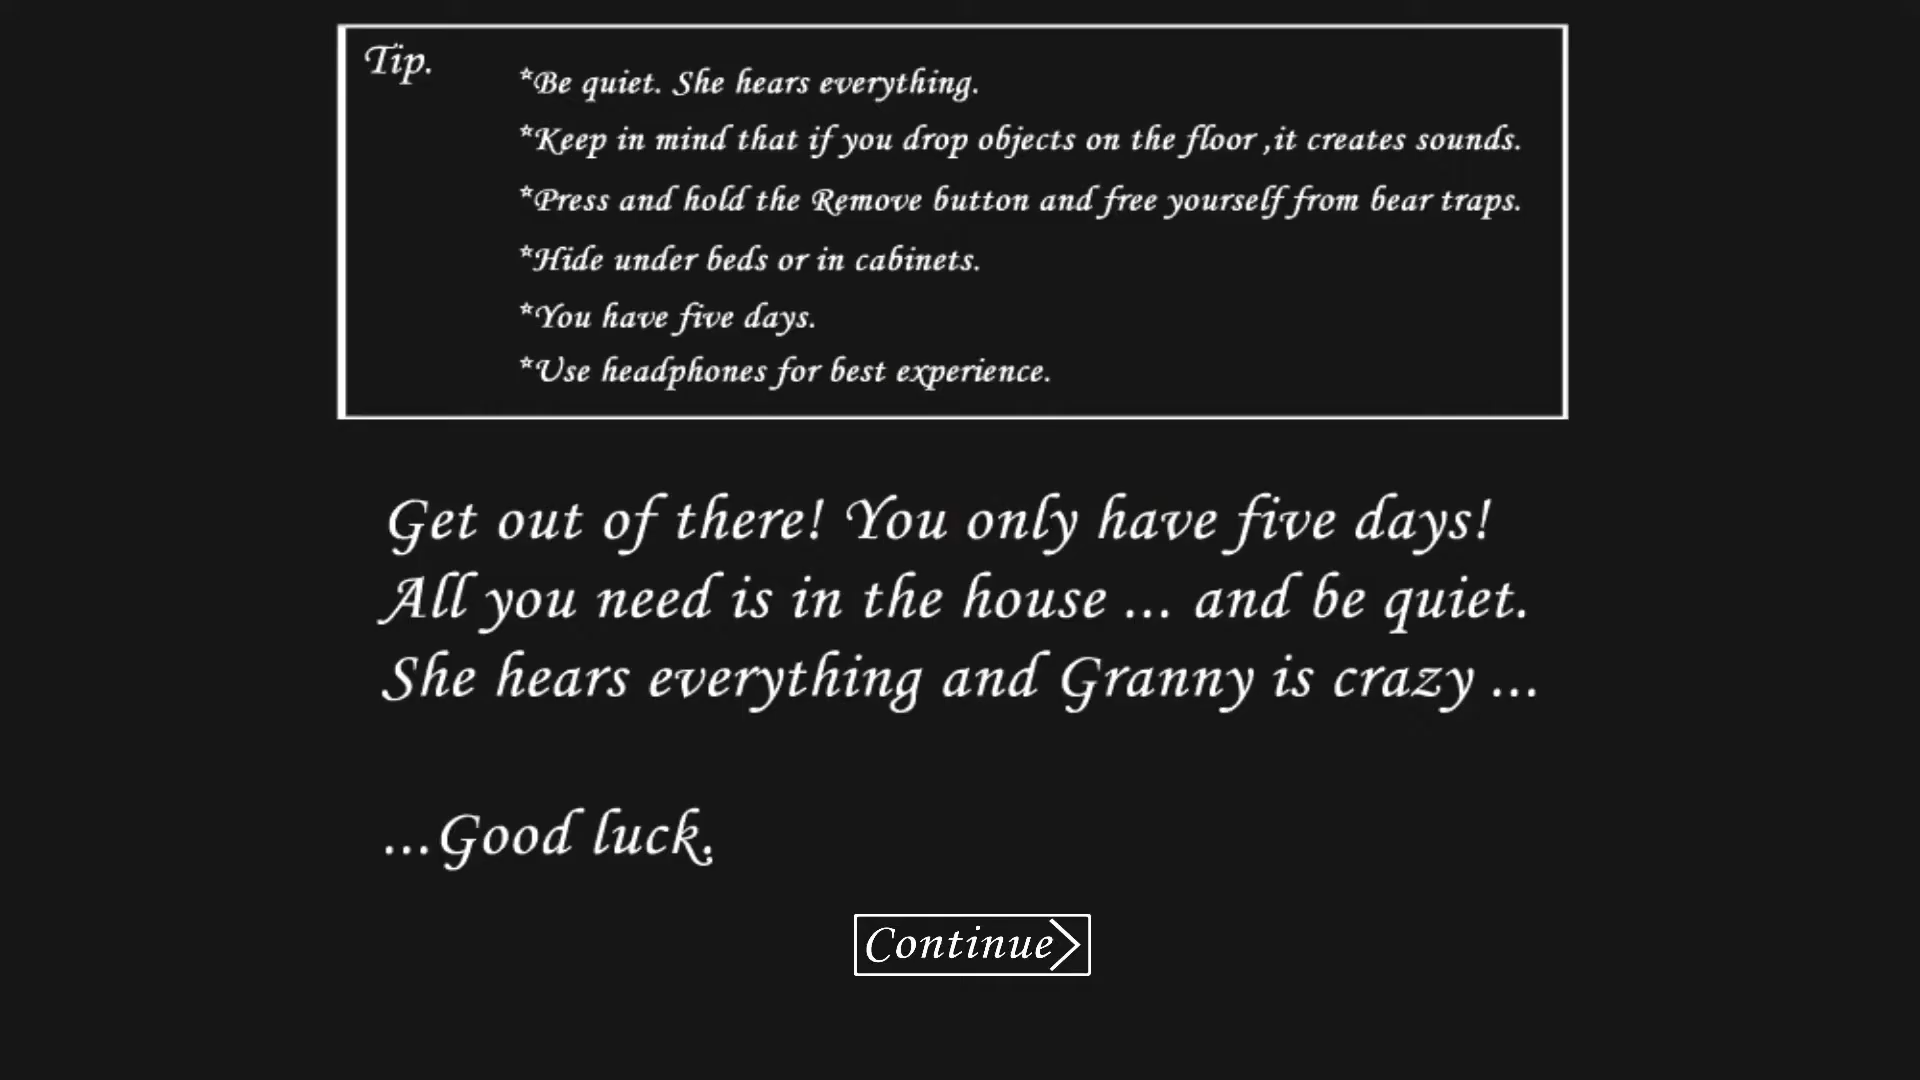 Tip.
*Be quiet. She hears everything.
*Keep in mind that if you drop objects on the floor ,it creates sounds.
*Press and hold the Remove button and free yourself from bear traps.
*Hide under beds or in cabinets.
*You have five days.
*Use headphones for best experience.
Get out of there! You only have five days!
All you need is in the house ... and be quiet.
She hears everything and Granny is crazy ...
...Good luck.
Continue>